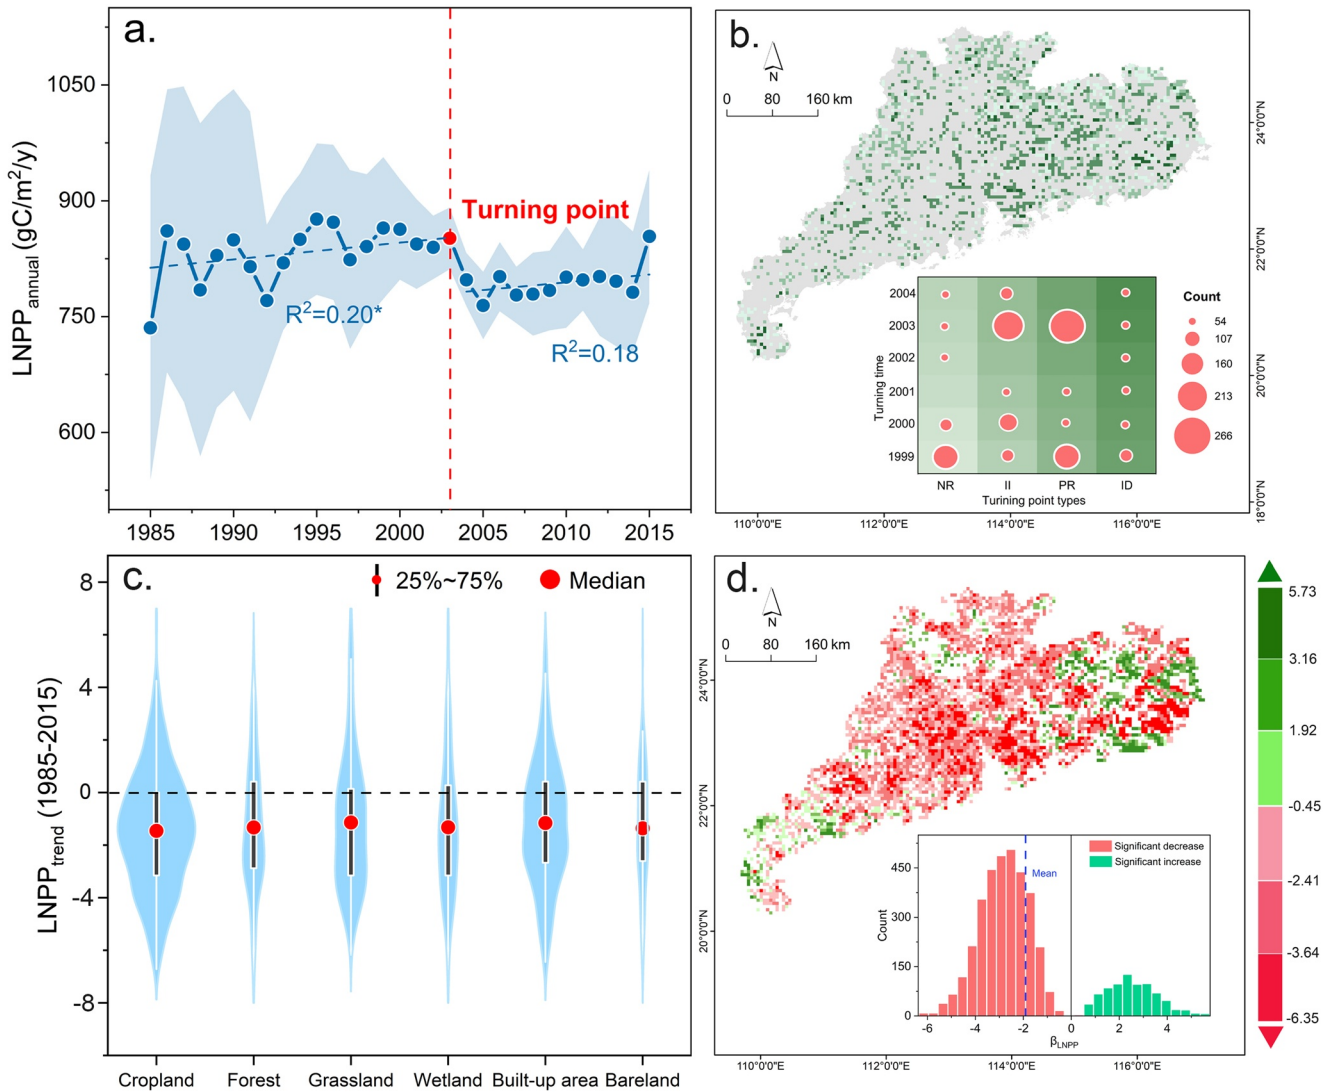 a.
LNPPannual (gC/m²/y)
1050
900
750
600
Turning point
R²=0.20*
R²=0.18
1985
1990
1995
2000
2005
2010
2015
b.
N
0 80 160 km
24°0'0"N
22°0'0"N
20°0'0"N
18°0'0"N
110°0'0"E
112°0'0"E
114°0'0"E
116°0'0"E
Turning time
2004
2003
2002
2001
2000
1999
NR
II
PR
ID
Turining point types
Count
54
107
160
213
266
c.
25%~75%
Median
LNPPtrend (1985-2015)
8
4
0
-4
-8
Cropland
Forest
Grassland
Wetland
Built-up area
Bareland
d.
N
0 80 160 km
24°0'0"N
22°0'0"N
20°0'0"N
110°0'0"E
112°0'0"E
114°0'0"E
116°0'0"E
Significant decrease
Significant increase
Mean
Count
450
300
150
0
-6
-4
-2
0
2
4
βLNPP
5.73
3.16
1.92
-0.45
-2.41
-3.64
-6.35